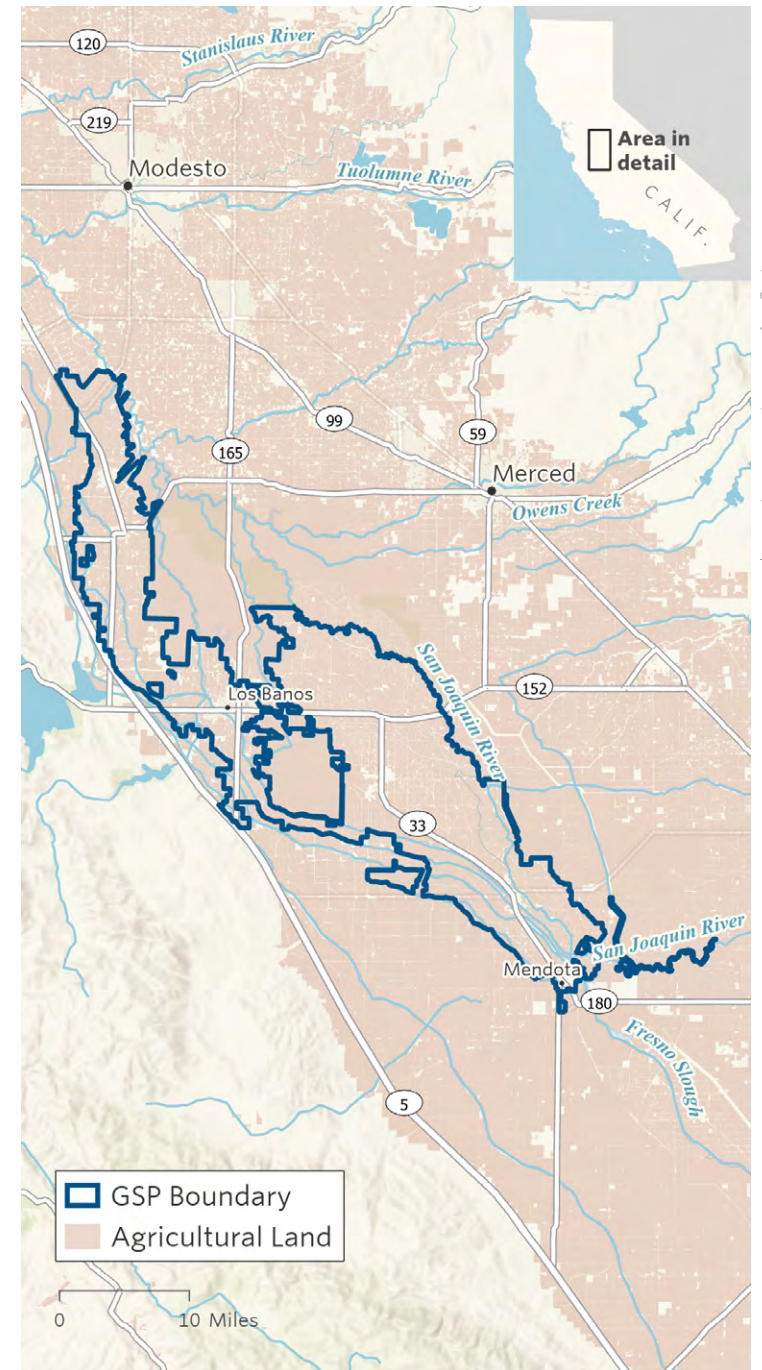 120
Stanislaus River
219
Modesto
Tuolumne River
Area in
detail
CALIF.
99
59
165
Merced
Owens Creek
San Joaquin River
Los Banos
152
33
San Joaquin River
Mendota
180
Fresno Slough
5
GSP Boundary
Agricultural Land
0
10 Miles